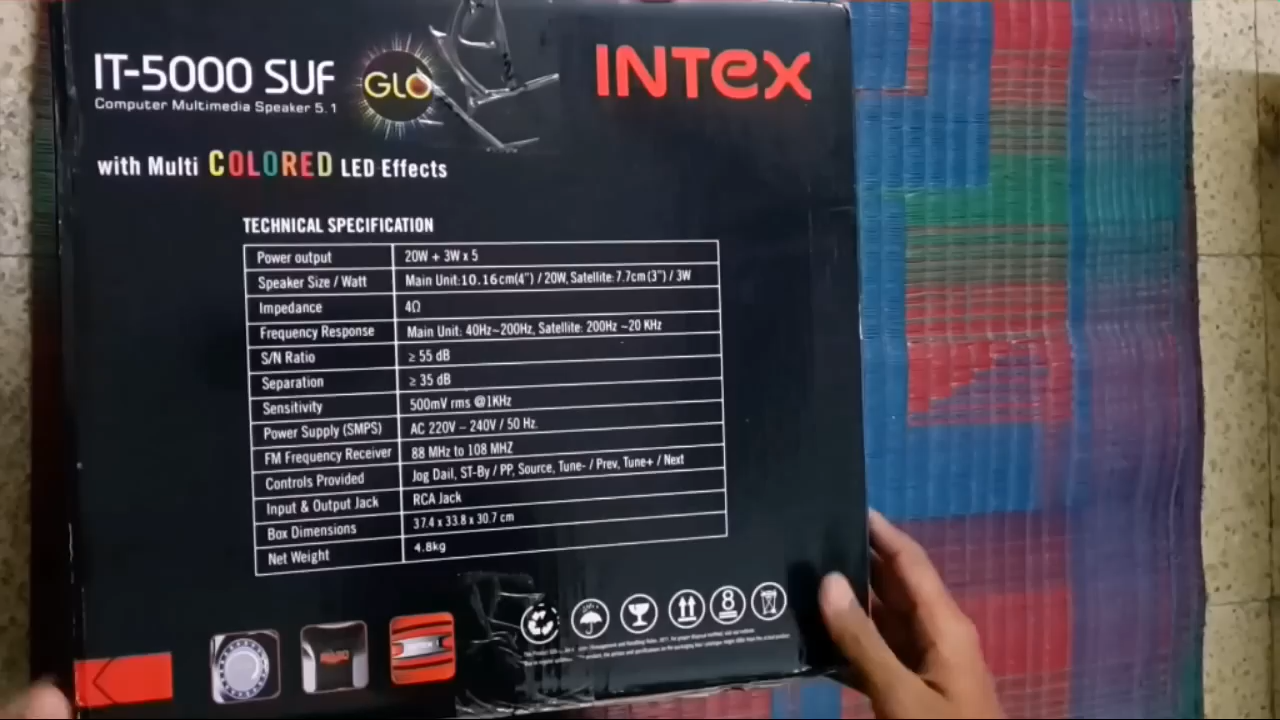 IT-5000 SUF
GLO
INTEX
Computer Multimedia Speaker 5.1
with Multi COLORED LED Effects
TECHNICAL SPECIFICATION
Power output 20W + 3W x 5
Speaker Size / Watt Main Unit:10.16cm(4") / 20W, Satellite: 7.7cm (3") / 3W
Impedance 4Ω
Frequency Response Main Unit: 40Hz~200Hz, Satellite: 200Hz ~20 KHz
S/N Ratio ≥ 55 dB
Separation ≥ 35 dB
Sensitivity 500mV rms @1KHz
Power Supply (SMPS) AC 220V – 240V / 50 Hz.
FM Frequency Receiver 88 MHz to 108 MHZ
Controls Provided Jog Dail, ST-By / PP, Source, Tune- / Prev, Tune+ / Next
Input & Output Jack RCA Jack
Box Dimensions 37.4 x 33.8 x 30.7 cm
Net Weight 4.8kg
8